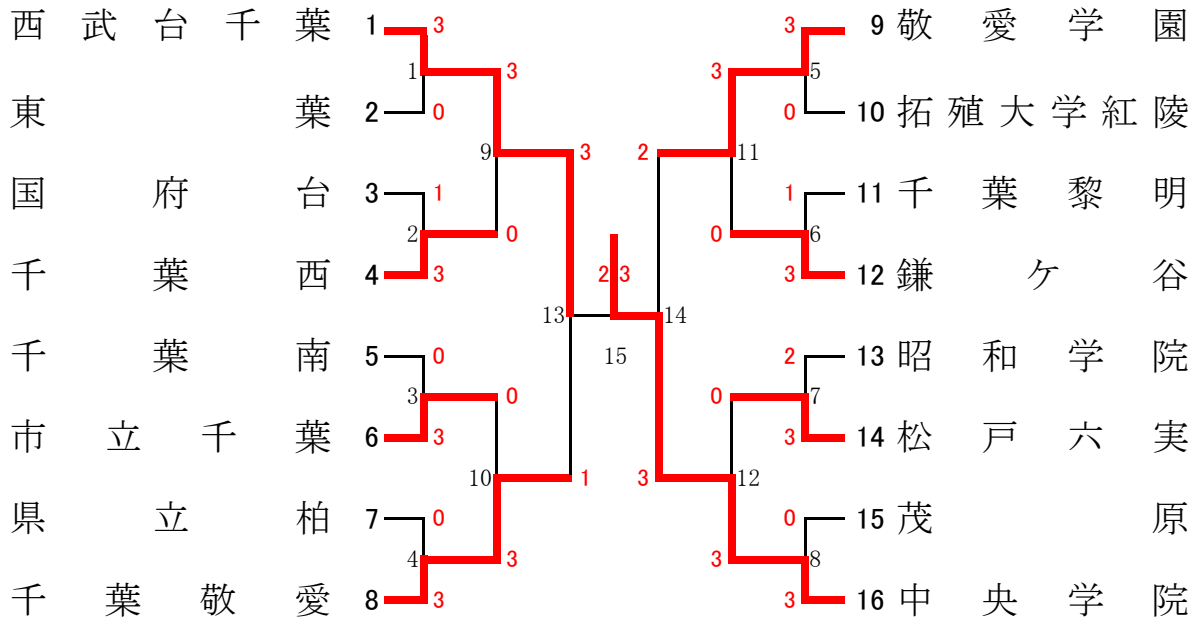 西武台千葉 1 3 3 9 敬愛学園
1 3 3 5
東葉 2 0 0 10 拓殖大学紅陵
9 3 2 11
国府台 3 1 1 11 千葉黎明
2 0 0 6
千葉西 4 3 2 3 3 12 鎌ケ谷
13 14
千葉南 5 0 15 2 13 昭和学院
3 0 0 7
市立千葉 6 3 3 14 松戸六実
10 1 3 12
県立柏 7 0 0 15 茂原
4 3 3 8
千葉敬愛 8 3 3 16 中央学院